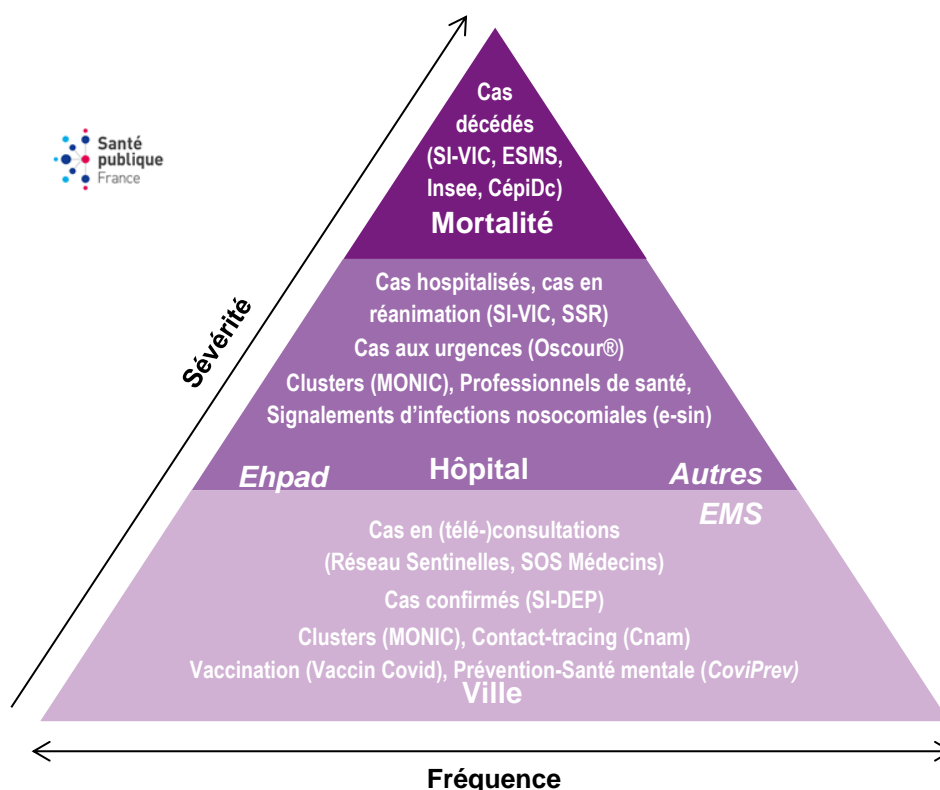 Santé
publique
France
Sévérité
Cas
décédés
(SI-VIC, ESMS,
Insee, CépiDc)
Mortalité
Cas hospitalisés, cas en
réanimation (SI-VIC, SSR)
Cas aux urgences (Oscour®)
Clusters (MONIC), Professionnels de santé,
Signalements d’infections nosocomiales (e-sin)
Ehpad
Hôpital
Autres
EMS
Cas en (télé-)consultations
(Réseau Sentinelles, SOS Médecins)
Cas confirmés (SI-DEP)
Clusters (MONIC), Contact-tracing (Cnam)
Vaccination (Vaccin Covid), Prévention-Santé mentale (CoviPrev)
Ville
Fréquence